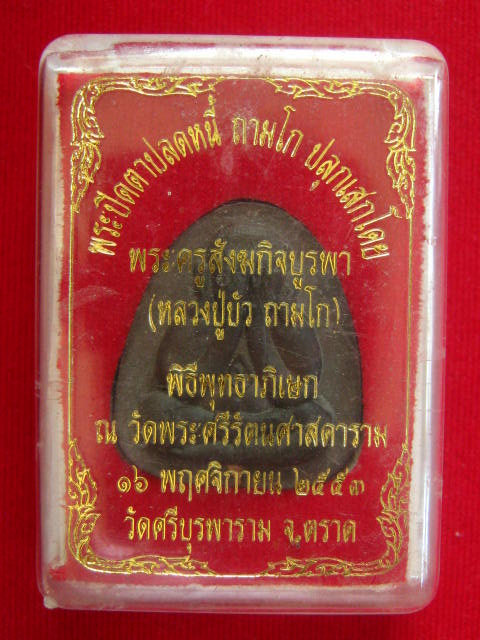 พระปิดตาปลดหนี้ ถามโก ปลุกเสกโดย
พระครูสังฆกิจบูรพา
(หลวงปู่บัว ถามโก)
พิธีพุทธาภิเษก
ณ วัดพระศรีรัตนศาสดาราม
๑๖ พฤศจิกายน ๒๕๕๓
วัดศรีบุรพาราม จ.ตราด